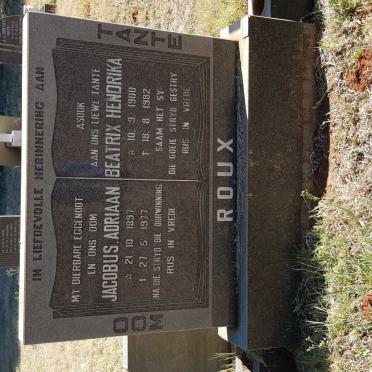 IN LIEFDEVOLLE HERINNERING AAN
OOM
MY DIERBARE EGGENOOT
EN ONS OOM
JACOBUS ADRIAAN
☆ 21. 10. 1897
† 27. 5. 1977
NA DIE STRYD DIE OORWINNING
RUS IN VREDE
TANTE
ASOOK
AAN ONS LIEWE TANTE
BEATRIX HENDRIKA
☆ 10. 3. 1900
† 18. 8. 1982
SAAM HET SY
DIE GOEIE STRYD GESTRY
RUS IN VREDE
ROUX